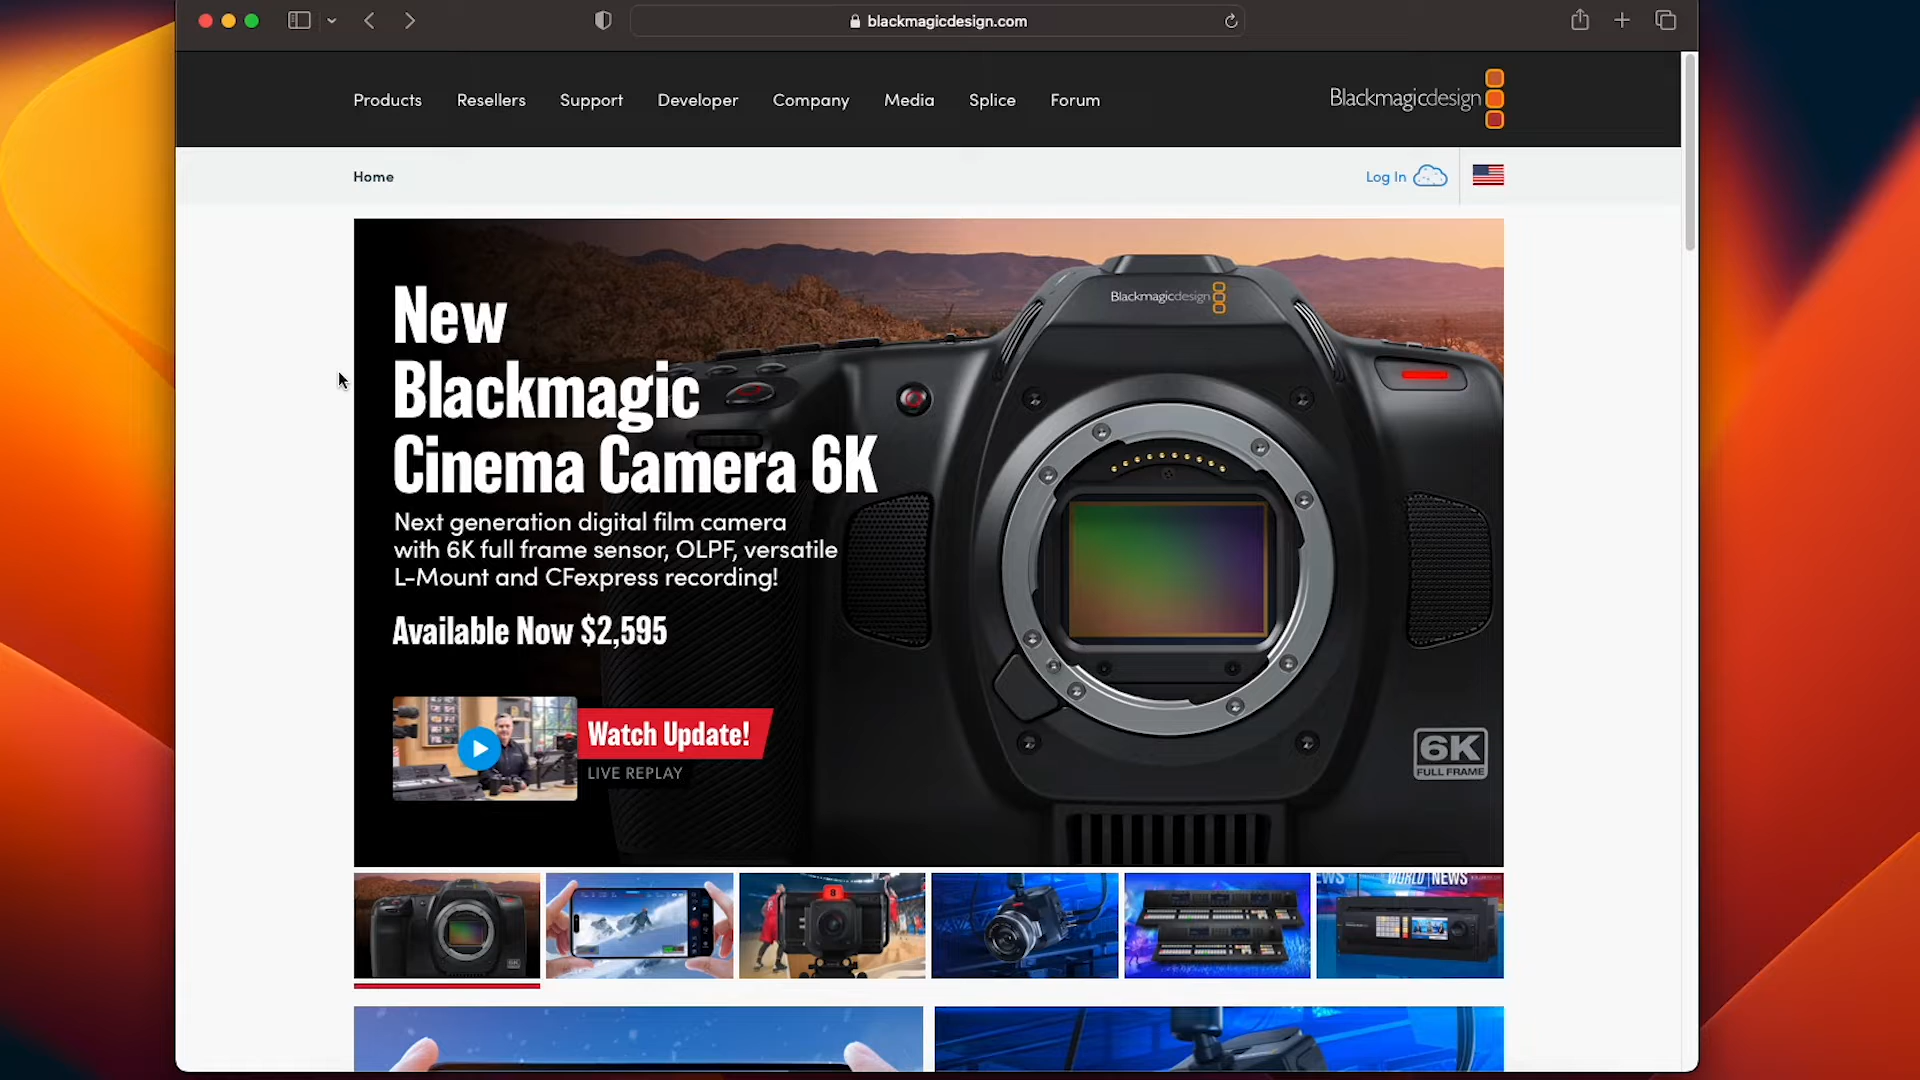 blackmagicdesign.com
Products Resellers Support Developer Company Media Splice Forum
Blackmagicdesign
Home
Log In
New
Blackmagic
Cinema Camera 6K
Next generation digital film camera
with 6K full frame sensor, OLPF, versatile
L-Mount and CFexpress recording!
Available Now $2,595
Watch Update!
LIVE REPLAY
Blackmagicdesign
6K
FULL FRAME
8
WORLD NEWS